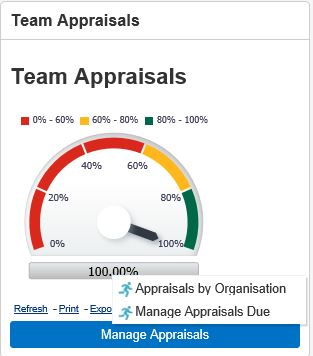 Team Appraisals
Team Appraisals
0% - 60% 60% - 80% 80% - 100%
40% 60%
20% 80%
0% 100%
100.00%
Appraisals by Organisation
Refresh - Print - Expo
Manage Appraisals Due
Manage Appraisals